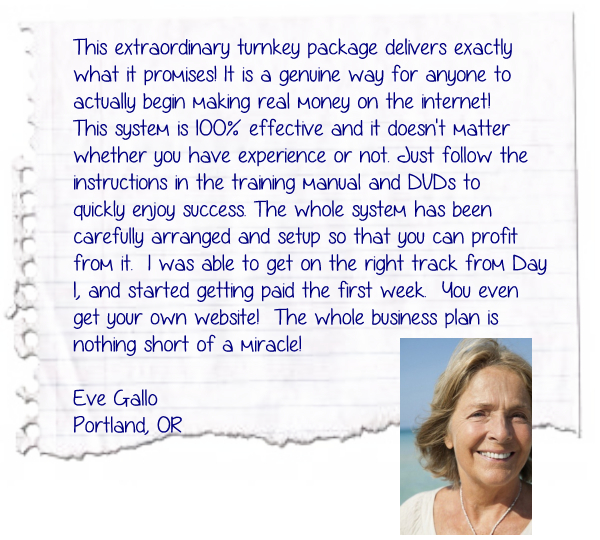 This extraordinary turnkey package delivers exactly
what it promises! It is a genuine way for anyone to
actually begin making real money on the internet!
This system is 100% effective and it doesn't matter
whether you have experience or not. Just follow the
instructions in the training manual and DVDs to
quickly enjoy success. The whole system has been
carefully arranged and setup so that you can profit
from it. I was able to get on the right track from Day
1, and started getting paid the first week. You even
get your own website! The whole business plan is
nothing short of a miracle!
Eve Gallo
Portland, OR